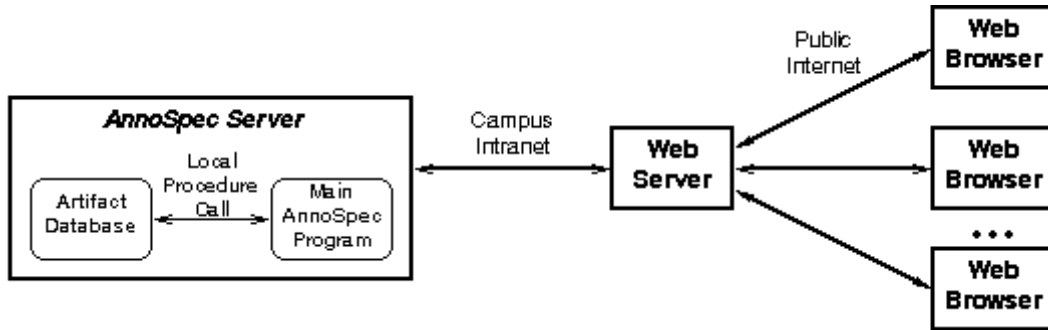 AnnoSpec Server
Artifact
Database
Local
Procedure
Call
Main
AnnoSpec
Program
Campus
Intranet
Web
Server
Public
Internet
Web
Browser
Web
Browser
•••
Web
Browser